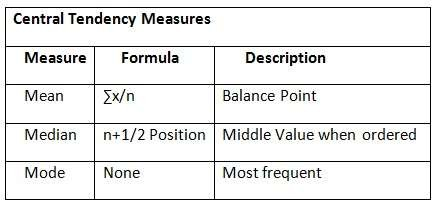 Central Tendency Measures
Measure Formula Description
Mean ∑x/n Balance Point
Median n+1/2 Position Middle Value when ordered
Mode None Most frequent